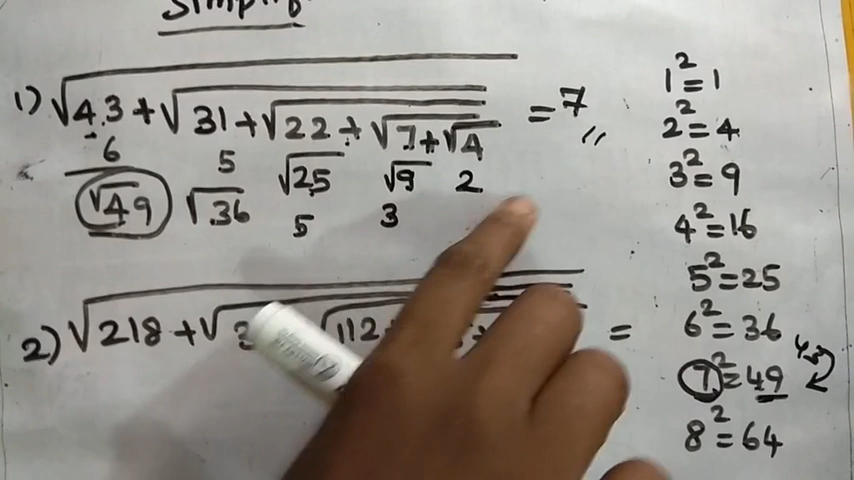 1) √43 + √31 + √22 + √7 + √4 = 7 〃
6 5 √25 √9 2
√49 √36 5 3
2) √218 + √3 √112 =
1² = 1
2² = 4
3² = 9
4² = 16
5² = 25
6² = 36
7² = 49
8² = 64